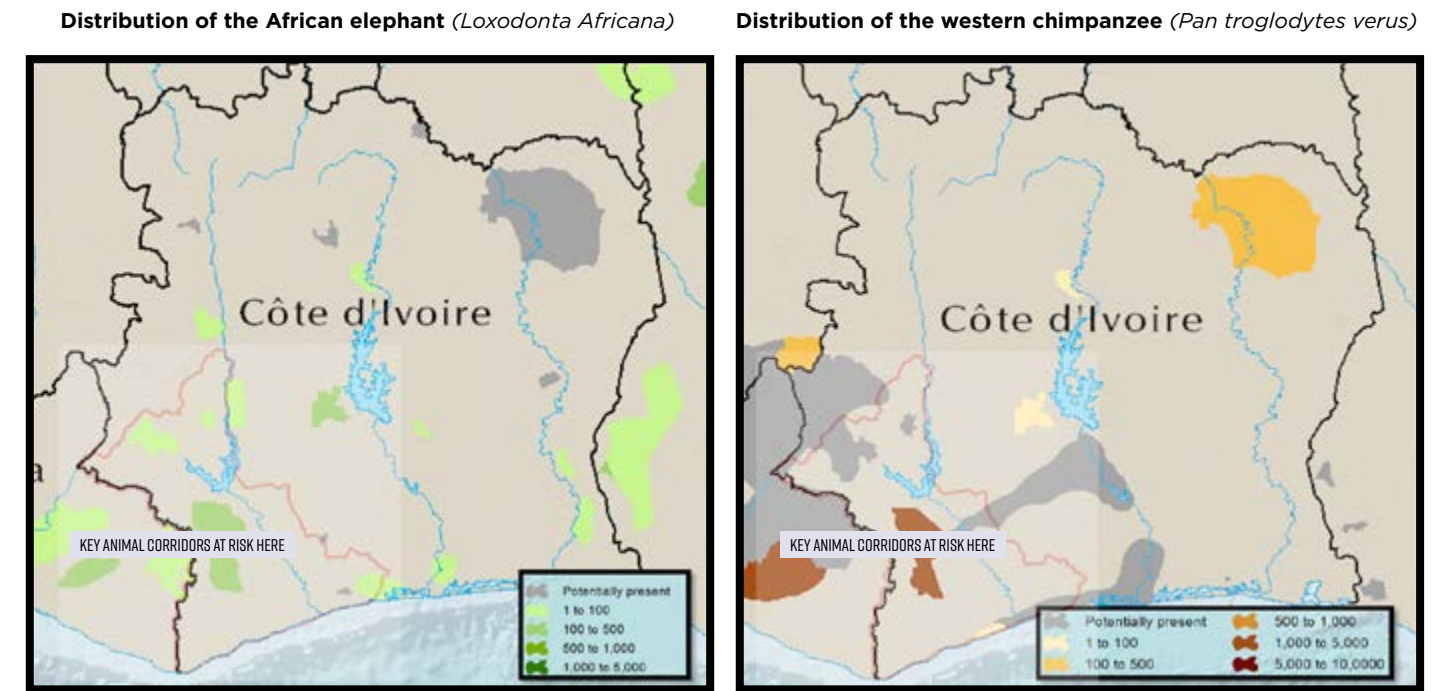 Distribution of the African elephant (Loxodonta Africana)
Côte d'Ivoire
a
KEY ANIMAL CORRIDORS AT RISK HERE
Potentially present
1 to 100
100 to 500
500 to 1,000
1,000 to 5,000
Distribution of the western chimpanzee (Pan troglodytes verus)
Côte d'Ivoire
KEY ANIMAL CORRIDORS AT RISK HERE
Potentially present
1 to 100
100 to 500
500 to 1,000
1,000 to 5,000
5,000 to 10,0000